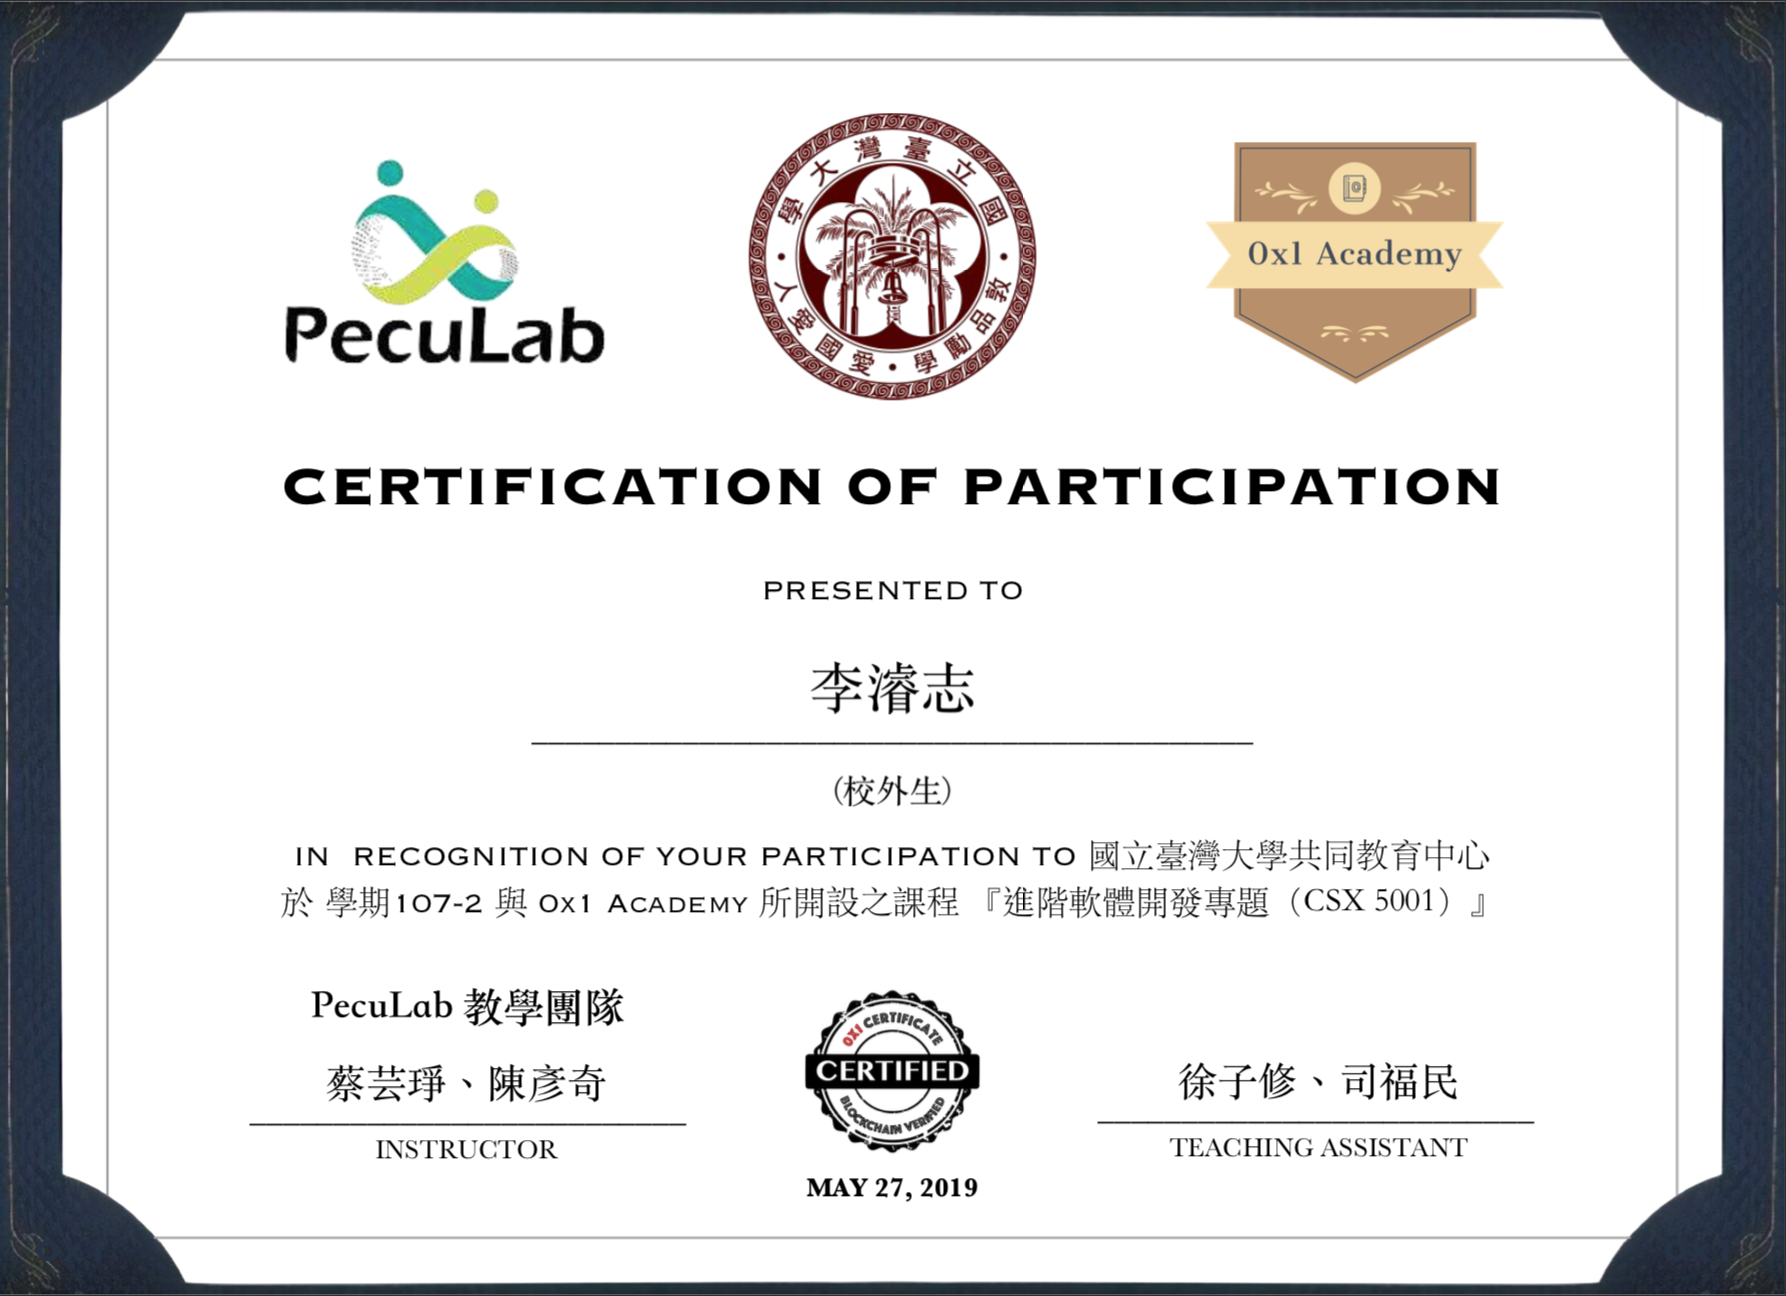 PecuLab
國立臺灣大學
敦品勵學・愛國愛人
0x1 Academy
CERTIFICATION OF PARTICIPATION
PRESENTED TO
李濬志
(校外生)
IN RECOGNITION OF YOUR PARTICIPATION TO 國立臺灣大學共同教育中心
於 學期107-2 與 0x1 ACADEMY 所開設之課程 『進階軟體開發專題（CSX 5001）』
PecuLab 教學團隊
蔡芸琤、陳彥奇
INSTRUCTOR
0X1 CERTIFICATE
CERTIFIED
BLOCKCHAIN VERIFIED
MAY 27, 2019
徐子修、司福民
TEACHING ASSISTANT